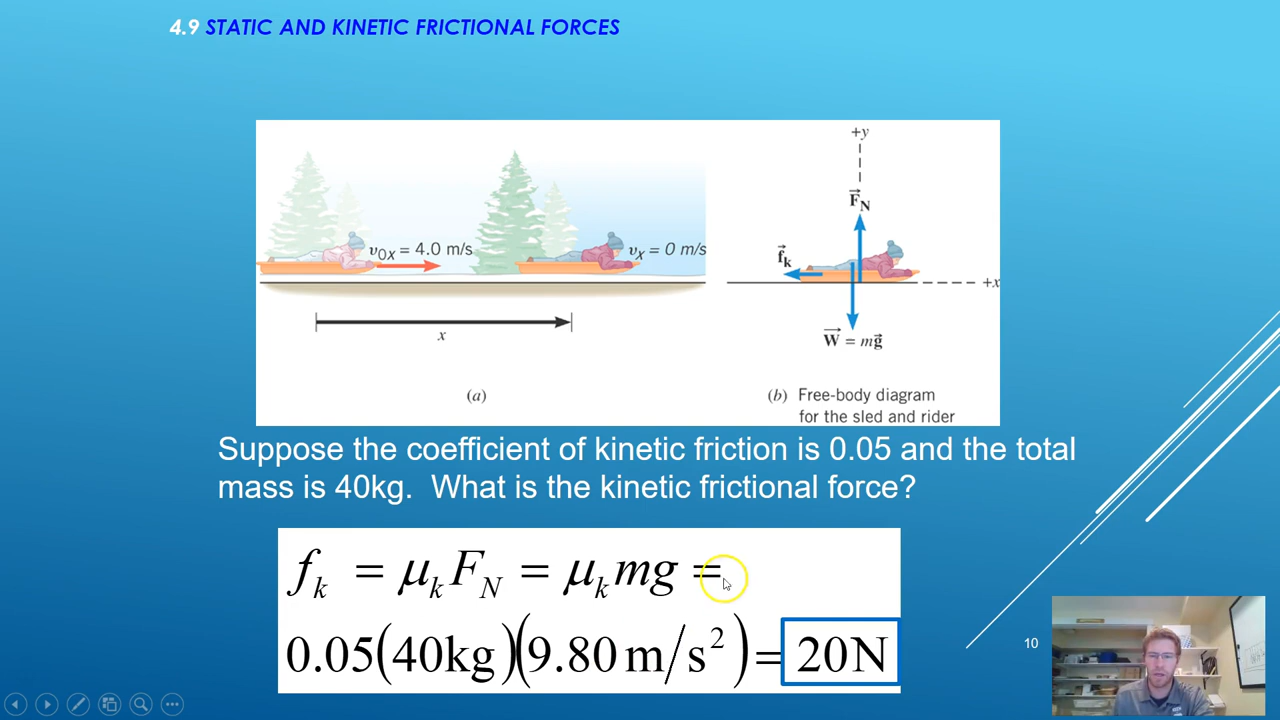 4.9 STATIC AND KINETIC FRICTIONAL FORCES
+y
F⃗N
v0x = 4.0 m/s
vx = 0 m/s
f⃗k
+x
x
W⃗ = mg⃗
(a)
(b) Free-body diagram
for the sled and rider
Suppose the coefficient of kinetic friction is 0.05 and the total
mass is 40kg. What is the kinetic frictional force?
fk = μkFN = μkmg =
0.05(40kg)(9.80 m/s²) = 20N
10